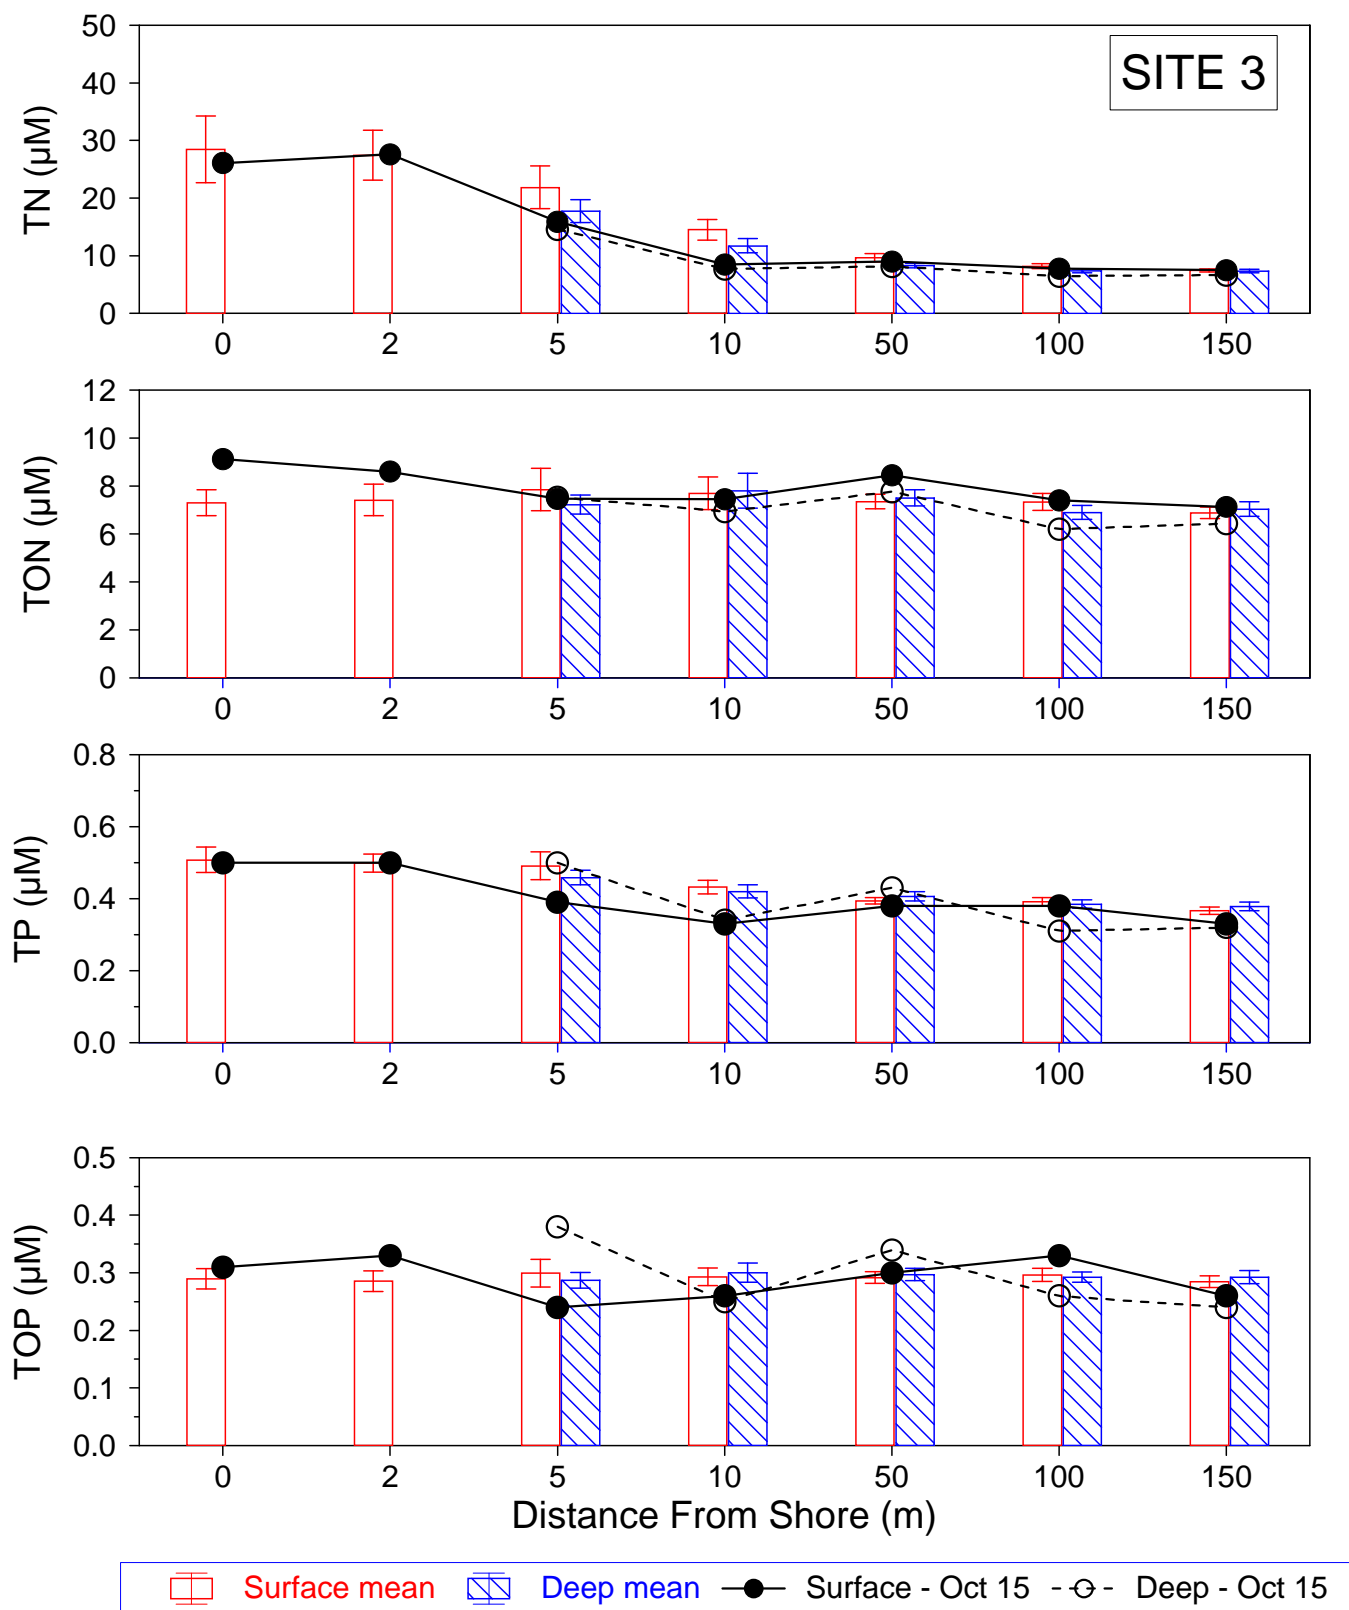 SITE 3
TN (µM)
50
40
30
20
10
0
0 2 5 10 50 100 150
TON (µM)
12
10
8
6
4
2
0
0 2 5 10 50 100 150
TP (µM)
0.8
0.6
0.4
0.2
0.0
0 2 5 10 50 100 150
TOP (µM)
0.5
0.4
0.3
0.2
0.1
0.0
0 2 5 10 50 100 150
Distance From Shore (m)
Surface mean Deep mean Surface - Oct 15 Deep - Oct 15